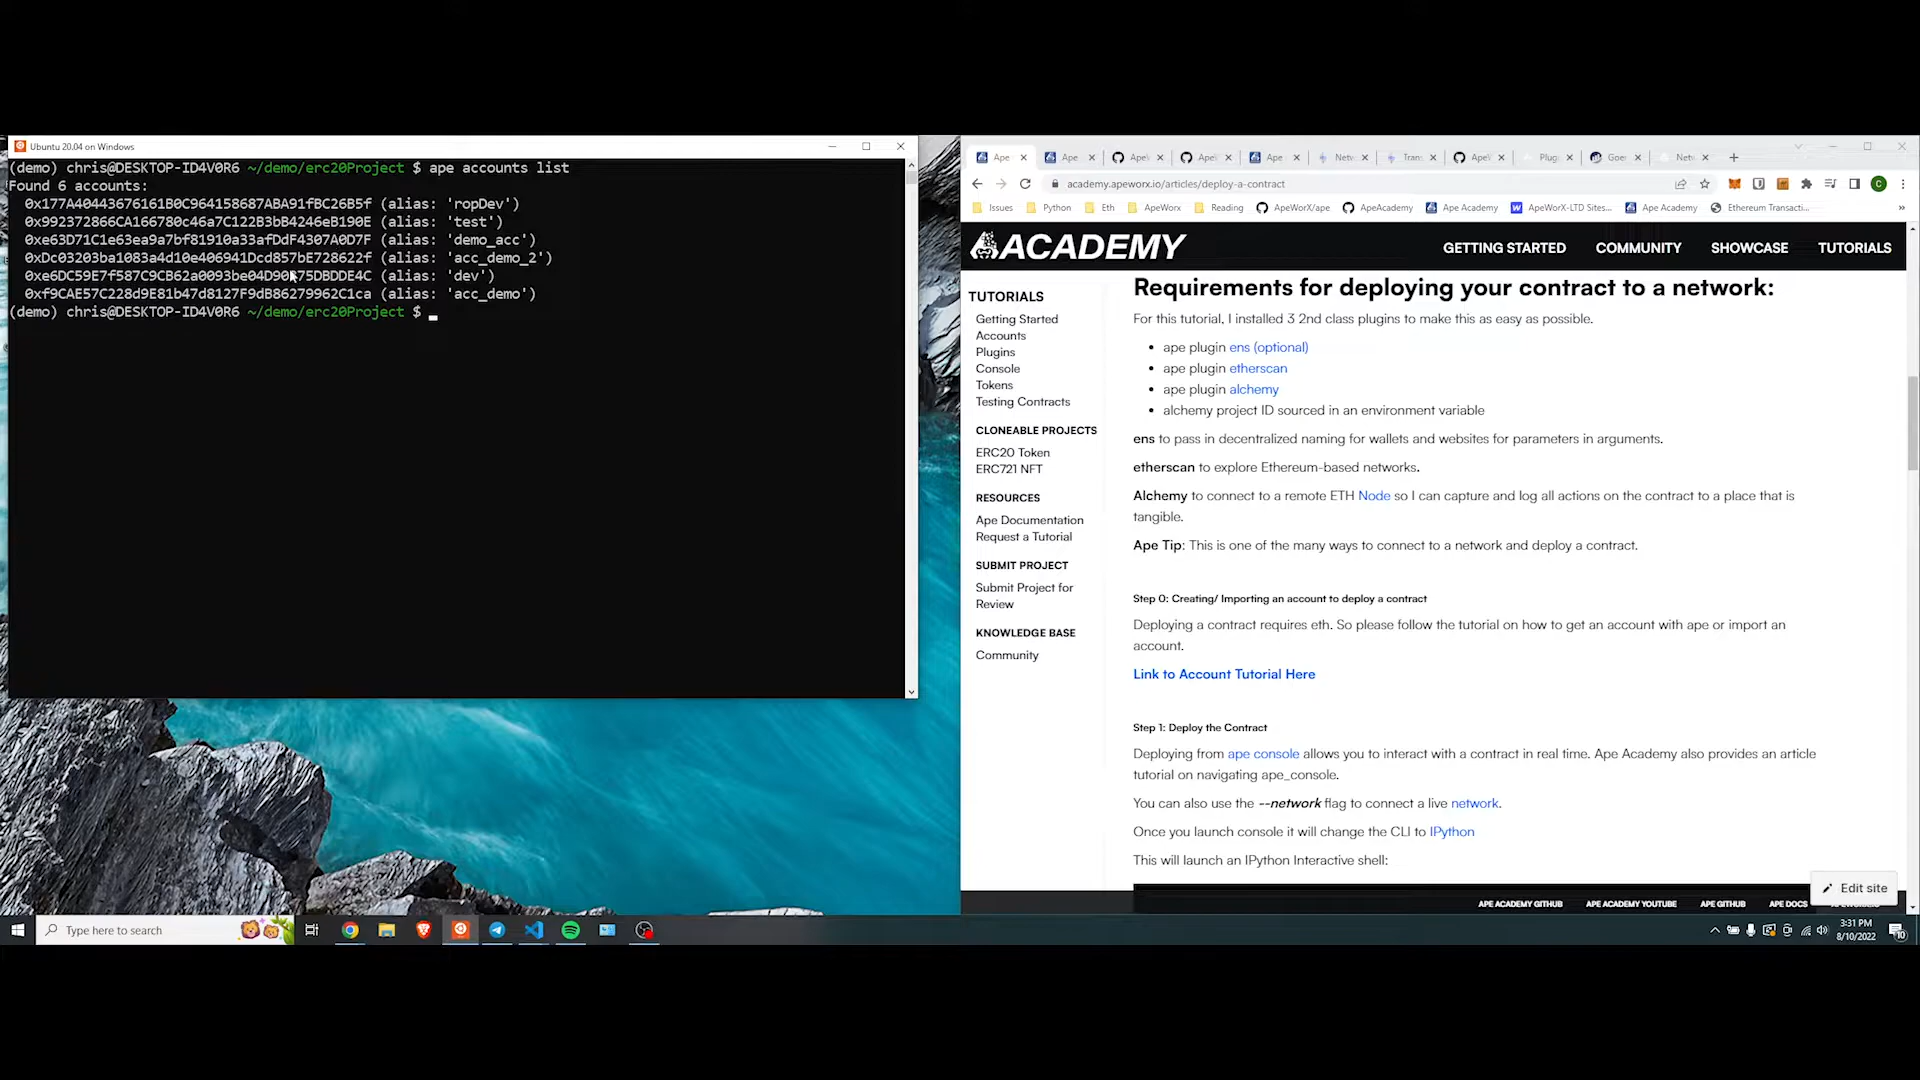 Ubuntu 20.04 on Windows
(demo) chris@DESKTOP-ID4V0R6 ~/demo/erc20Project $ ape accounts list
Found 6 accounts:
0x177A40443676161B0C964158687ABA91fBC26B5f (alias: 'ropDev')
0x992372866CA166780c46a7C122B3bB4246eB190E (alias: 'test')
0xe63D71C1e63ea9a7bf81910a33afDdF4307A0D7F (alias: 'demo_acc')
0xDc03203ba1083a4d10e406941Dcd857bE728622f (alias: 'acc_demo_2')
(alias: 'dev')
0xf9CAE57C228d9E81b47d8127F9dB86279962C1ca (alias: 'acc_demo')
(demo) chris@DESKTOP-ID4V0R6 ~/demo/erc20Project $
Ape
Ape
Ape
Ape
Ape
Netw
Tran
ApeW
Plug
Goer
Netw
academy.apeworx.io/articles/deploy-a-contract
Issues
Python
Eth
ApeWorx
Reading
ApeWorX/ape
ApeAcademy
Ape Academy
ApeWorX-LTD Sites...
Ape Academy
Ethereum Transacti...
»
ACADEMY
GETTING STARTED
COMMUNITY
SHOWCASE
TUTORIALS
TUTORIALS
Getting Started
Accounts
Plugins
Console
Tokens
Testing Contracts
CLONEABLE PROJECTS
ERC20 Token
ERC721 NFT
RESOURCES
Ape Documentation
Request a Tutorial
SUBMIT PROJECT
Submit Project for
Review
KNOWLEDGE BASE
Community
Requirements for deploying your contract to a network:
For this tutorial, I installed 3 2nd class plugins to make this as easy as possible.
• ape plugin ens (optional)
• ape plugin etherscan
• ape plugin alchemy
• alchemy project ID sourced in an environment variable
ens to pass in decentralized naming for wallets and websites for parameters in arguments.
etherscan to explore Ethereum-based networks.
Alchemy to connect to a remote ETH Node so I can capture and log all actions on the contract to a place that is
tangible.
Ape Tip: This is one of the many ways to connect to a network and deploy a contract.
Step 0: Creating/ Importing an account to deploy a contract
Deploying a contract requires eth. So please follow the tutorial on how to get an account with ape or import an
account.
Link to Account Tutorial Here
Step 1: Deploy the Contract
Deploying from ape console allows you to interact with a contract in real time. Ape Academy also provides an article
tutorial on navigating ape_console.
You can also use the --network flag to connect a live network.
Once you launch console it will change the CLI to IPython
This will launch an IPython Interactive shell:
Edit site
APE ACADEMY GITHUB
APE ACADEMY YOUTUBE
APE GITHUB
APE DOCS
Type here to search
3:31 PM
8/10/2022
10